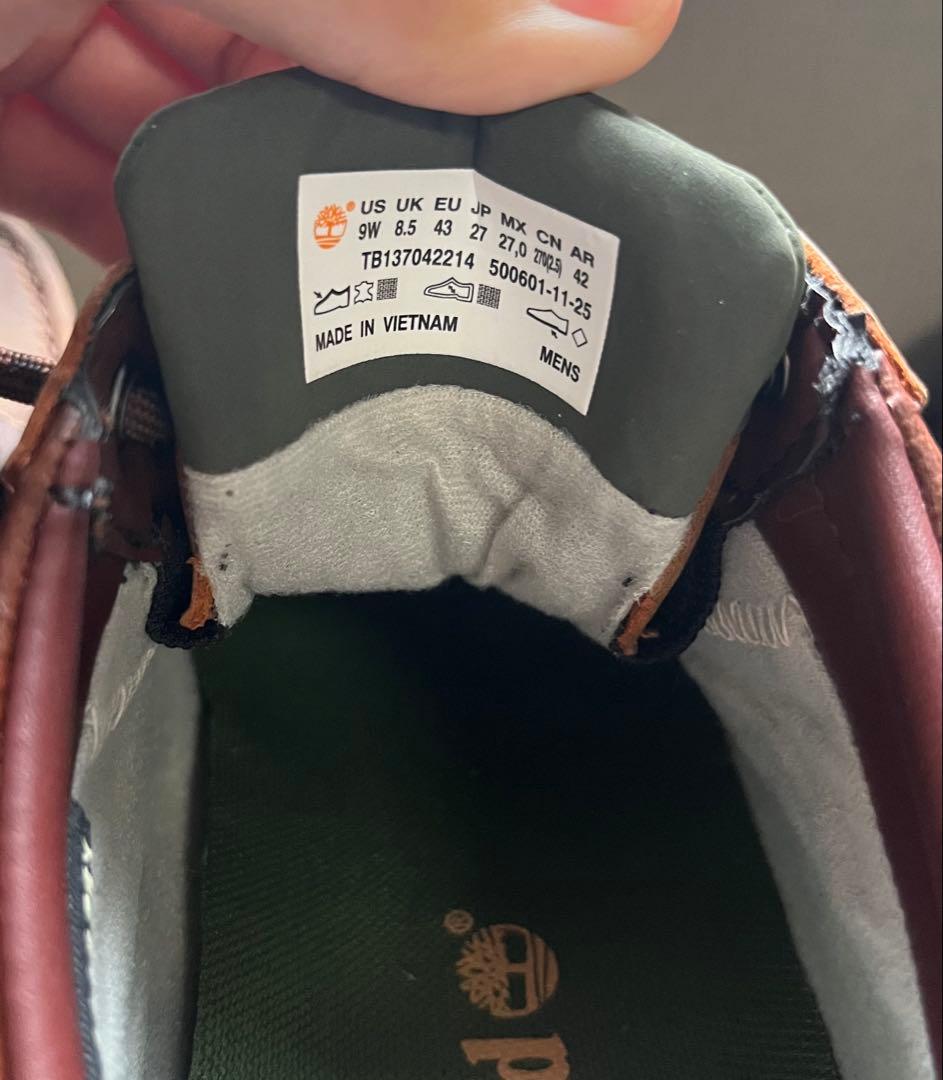 ® US UK EU JP MX CN AR
9W 8.5 43 27 27,0 270(2.5) 42
TB137042214 500601-11-25
MADE IN VIETNAM MENS
®
d